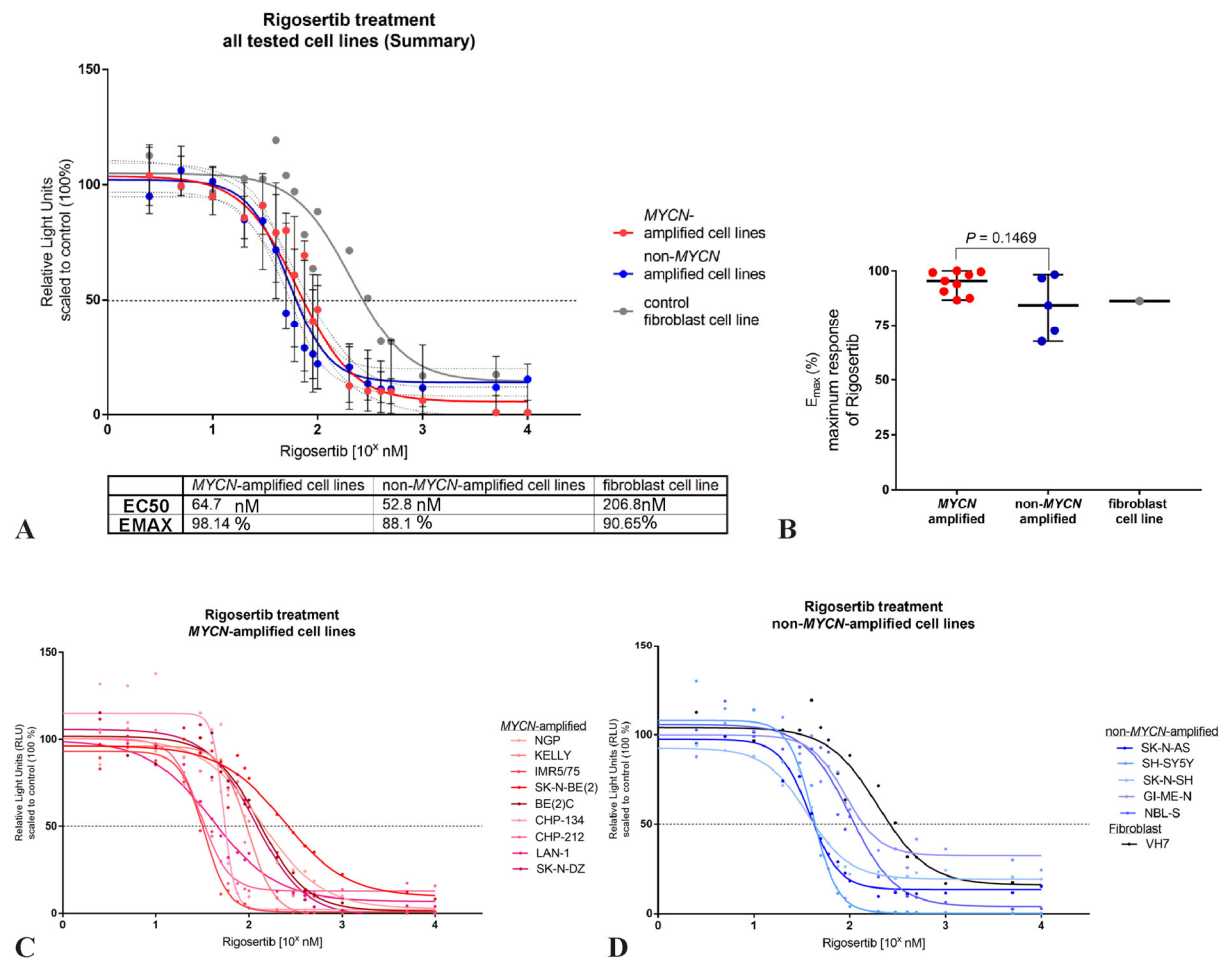 Rigosertib treatment
all tested cell lines (Summary)
150
100
50
0
Relative Light Units
scaled to control (100%)
0 1 2 3 4
Rigosertib [10ˣ nM]
MYCN-
amplified cell lines
non-MYCN
amplified cell lines
control
fibroblast cell line
MYCN-amplified cell lines non-MYCN-amplified cell lines fibroblast cell line
EC50 64.7 nM 52.8 nM 206.8nM
EMAX 98.14 % 88.1 % 90.65%
A
P = 0.1469
100
75
50
25
0
Emax (%)
maximum response
of Rigosertib
MYCN
amplified
non-MYCN
amplified
fibroblast
cell line
B
Rigosertib treatment
MYCN-amplified cell lines
150
100
50
0
Relative Light Units (RLU)
scaled to control (100 %)
0 1 2 3 4
Rigosertib [10ˣ nM]
MYCN-amplified
NGP
KELLY
IMR5/75
SK-N-BE(2)
BE(2)C
CHP-134
CHP-212
LAN-1
SK-N-DZ
C
Rigosertib treatment
non-MYCN-amplified cell lines
150
100
50
0
Relative Light Units (RLU)
scaled to control (100 %)
0 1 2 3 4
Rigosertib [10ˣ nM]
non-MYCN-amplified
SK-N-AS
SH-SY5Y
SK-N-SH
GI-ME-N
NBL-S
Fibroblast
VH7
D